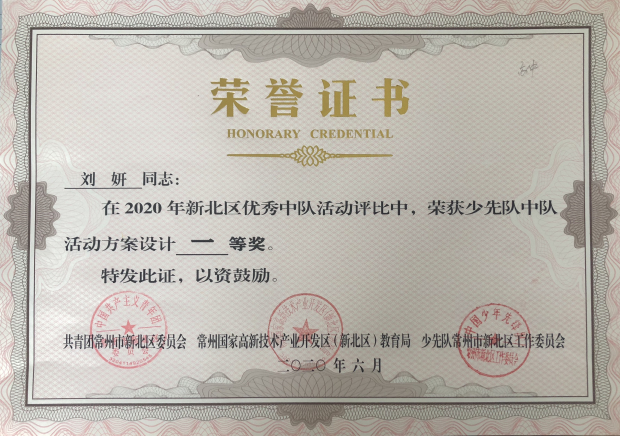 荣誉证书
HONORARY CREDENTIAL
刘妍 同志：
在2020年新北区优秀中队活动评比中，荣获少先队中队
活动方案设计 一 等奖。
特发此证，以资鼓励。
共青团常州市新北区委员会 常州国家高新技术产业开发区（新北区）教育局 少先队常州市新北区工作委员会
二〇二〇年六月